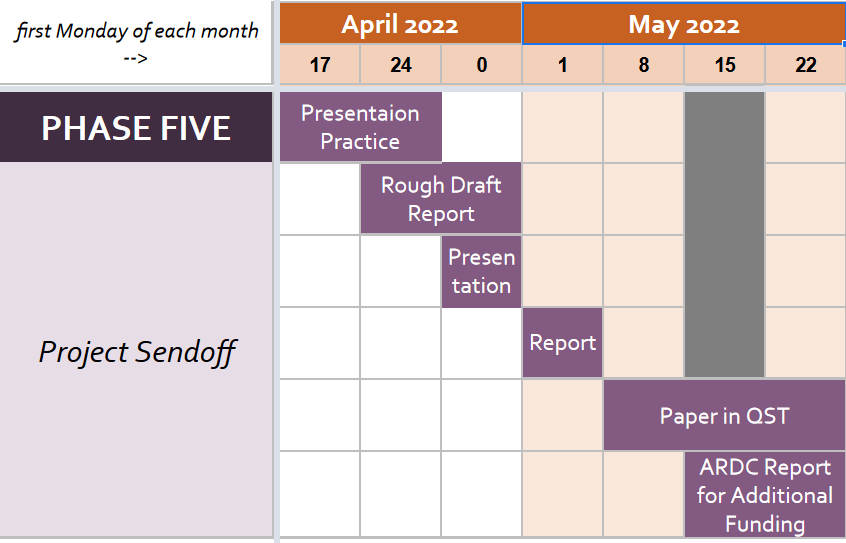 first Monday of each month
-->
April 2022
May 2022
17
24
0
1
8
15
22
PHASE FIVE
Presentaion
Practice
Rough Draft
Report
Presen
tation
Project Sendoff
Report
Paper in QST
ARDC Report
for Additional
Funding